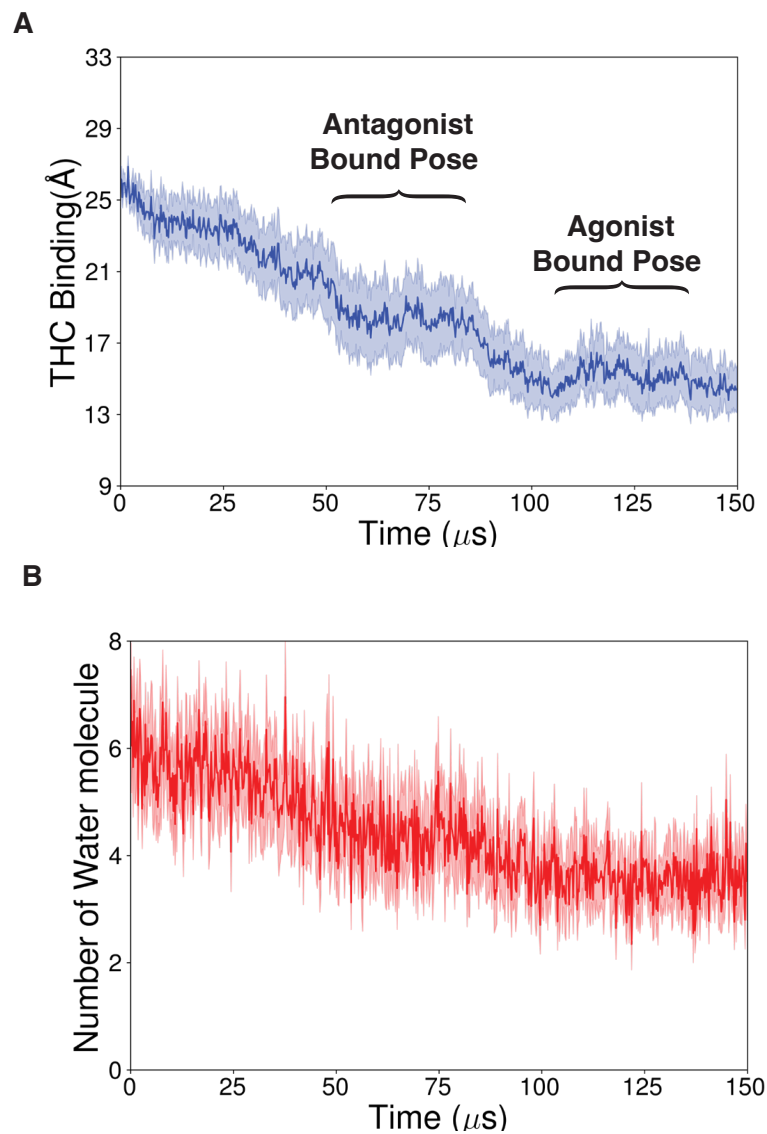 A
33
29
25
21
17
13
9
THC Binding(Å)
Antagonist
Bound Pose
Agonist
Bound Pose
0 25 50 75 100 125 150
Time (μs)
B
8
6
4
2
0
Number of Water molecule
0 25 50 75 100 125 150
Time (μs)